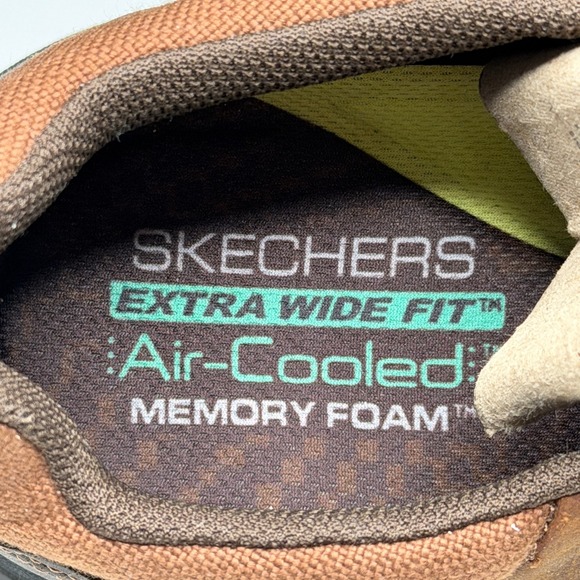 SKECHERS
EXTRA WIDE FIT™
Air-Cooled™
MEMORY FOAM™